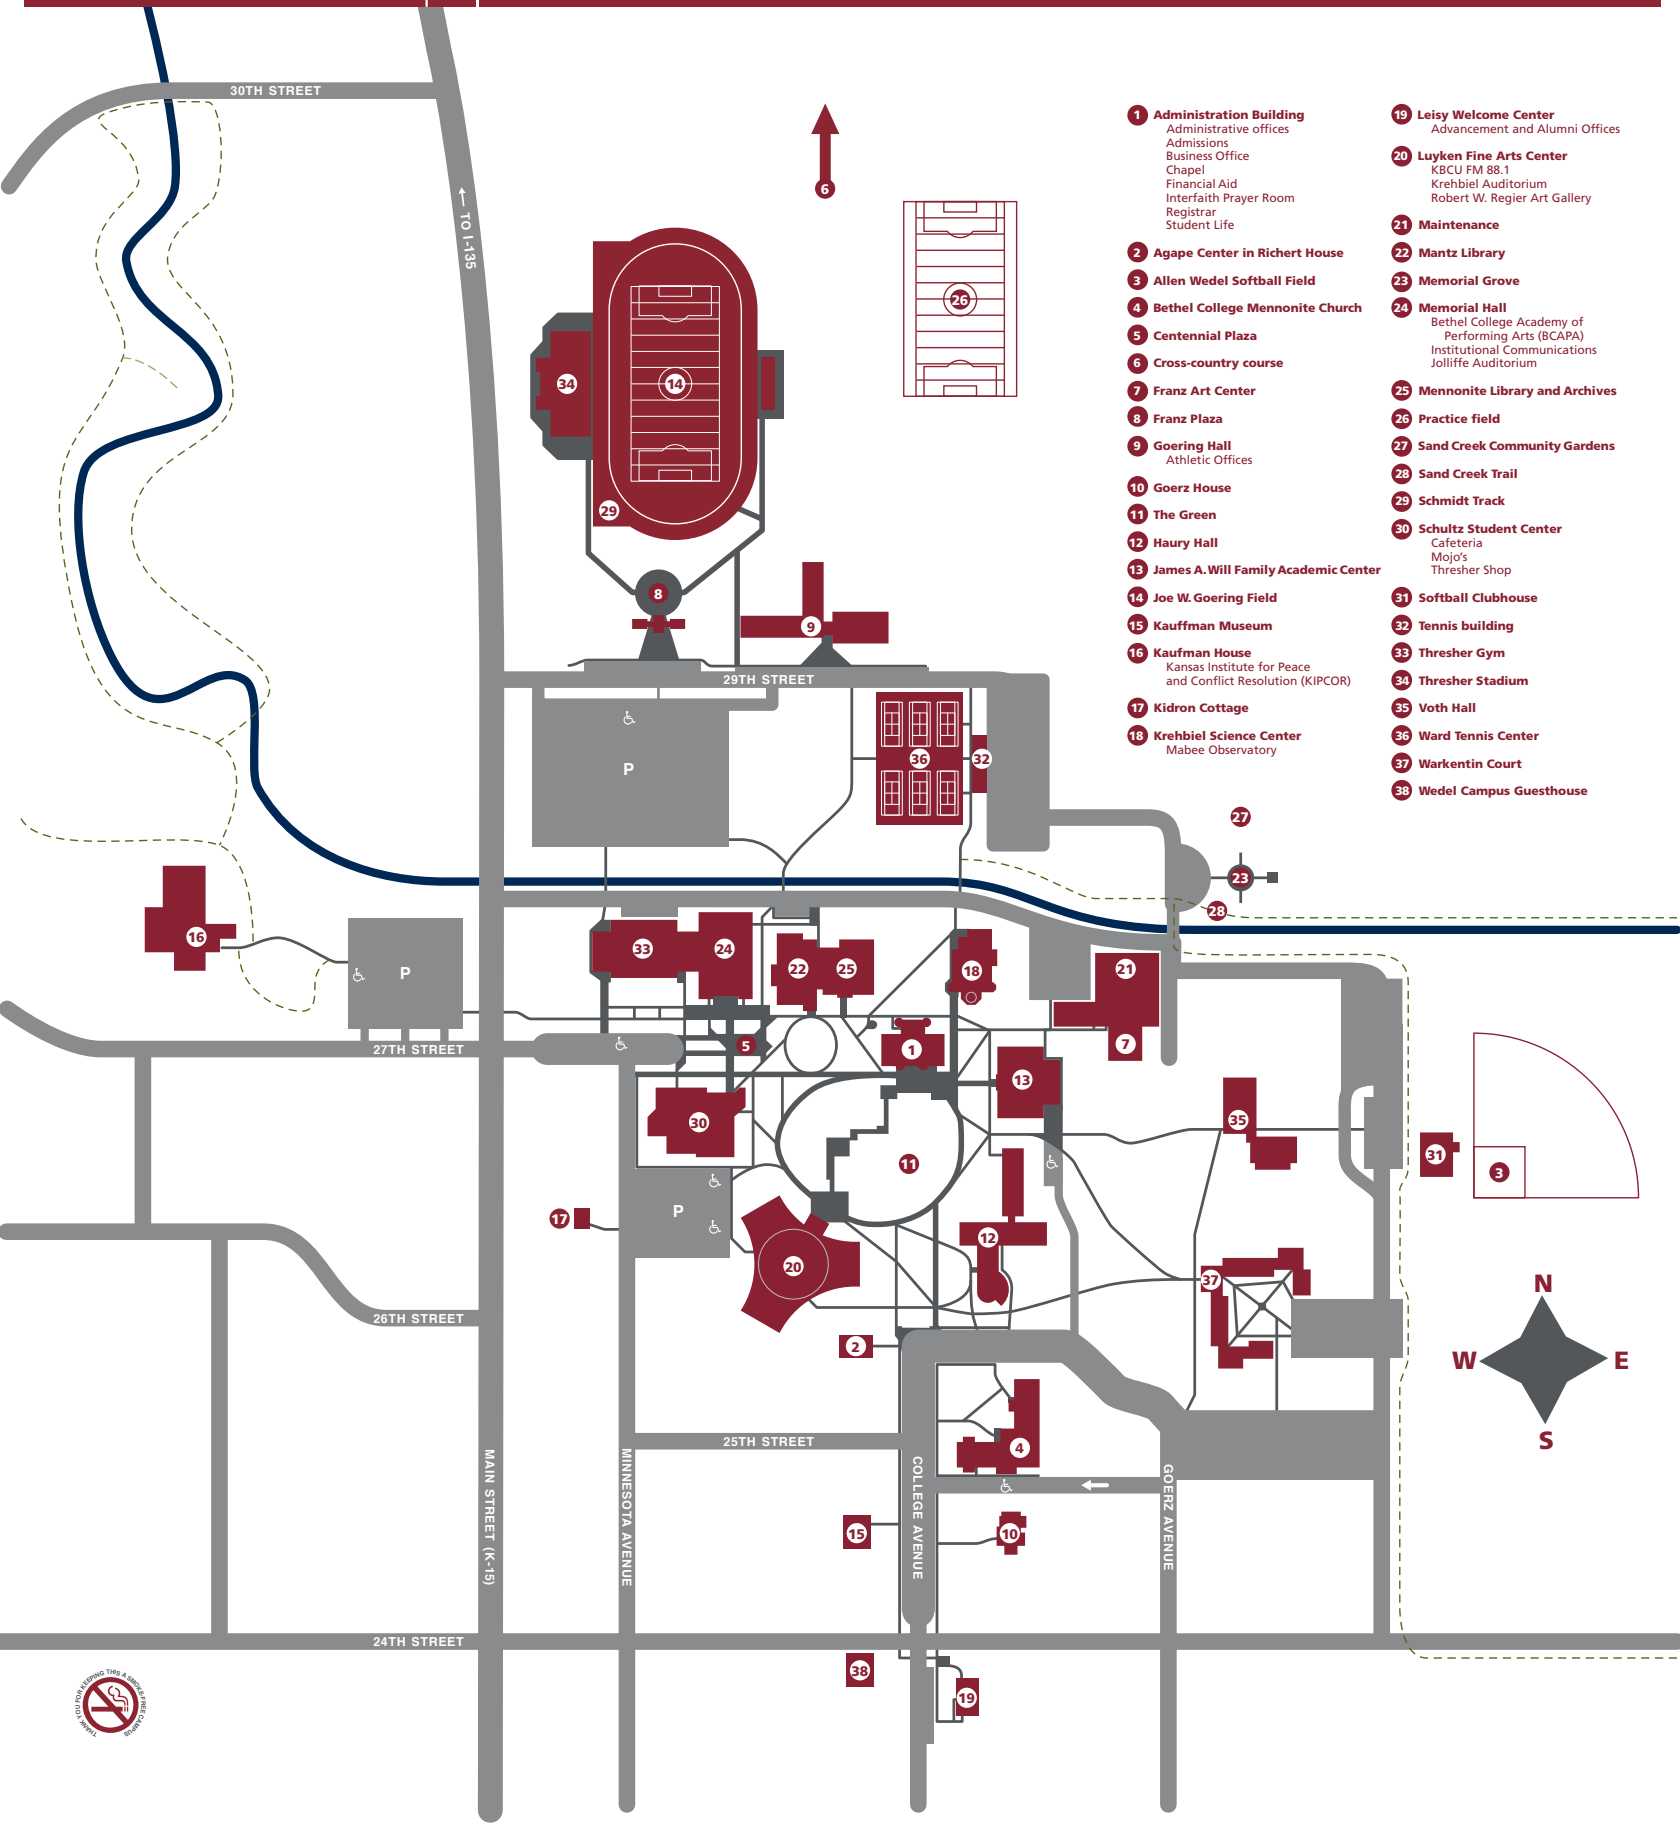 30TH STREET
← TO I-135
6
1 Administration Building
Administrative offices
Admissions
Business Office
Chapel
Financial Aid
Interfaith Prayer Room
Registrar
Student Life
2 Agape Center in Richert House
3 Allen Wedel Softball Field
4 Bethel College Mennonite Church
5 Centennial Plaza
6 Cross-country course
7 Franz Art Center
8 Franz Plaza
9 Goering Hall
Athletic Offices
10 Goerz House
11 The Green
12 Haury Hall
13 James A. Will Family Academic Center
14 Joe W. Goering Field
15 Kauffman Museum
16 Kaufman House
Kansas Institute for Peace
and Conflict Resolution (KIPCOR)
17 Kidron Cottage
18 Krehbiel Science Center
Mabee Observatory
19 Leisy Welcome Center
Advancement and Alumni Offices
20 Luyken Fine Arts Center
KBCU FM 88.1
Krehbiel Auditorium
Robert W. Regier Art Gallery
21 Maintenance
22 Mantz Library
23 Memorial Grove
24 Memorial Hall
Bethel College Academy of
Performing Arts (BCAPA)
Institutional Communications
Jolliffe Auditorium
25 Mennonite Library and Archives
26 Practice field
27 Sand Creek Community Gardens
28 Sand Creek Trail
29 Schmidt Track
30 Schultz Student Center
Cafeteria
Mojo's
Thresher Shop
31 Softball Clubhouse
32 Tennis building
33 Thresher Gym
34 Thresher Stadium
35 Voth Hall
36 Ward Tennis Center
37 Warkentin Court
38 Wedel Campus Guesthouse
26
34
14
29
8
9
29TH STREET
P
36
32
27
23
28
16
P
33
24
22
25
18
21
27TH STREET
5
1
7
13
30
35
31
3
11
17
P
12
20
37
26TH STREET
2
N
W
E
S
25TH STREET
4
MAIN STREET (K-15)
MINNESOTA AVENUE
COLLEGE AVENUE
GOERZ AVENUE
15
10
24TH STREET
38
19
THANK YOU FOR KEEPING THIS A SMOKE-FREE CAMPUS